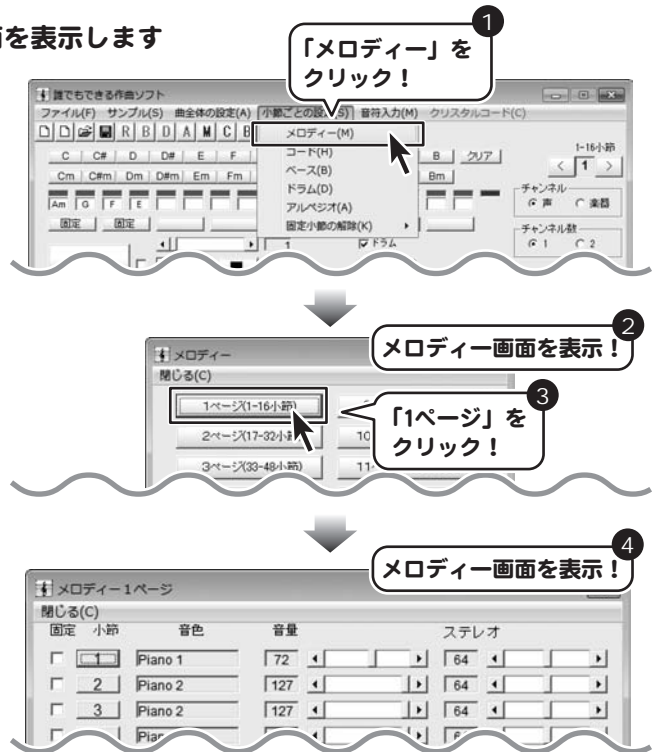 画を表示します
1
「メロディー」を
クリック！
誰でもできる作曲ソフト
ファイル(F) サンプル(S) 曲全体の設定(A) 小節ごとの設定(S) 音符入力(M) クリスタルコード(C)
R B D A M C B
メロディー(M)
コード(H)
ベース(B)
ドラム(D)
アルペジオ(A)
固定小節の解除(K)
C C# D D# E F B クリア
Cm C#m Dm D#m Em Fm Bm
1-16小節
< 1 >
Am G F E
固定 固定
チャンネル
声 楽器
チャンネル数
1 2
1 ドラム
2
メロディー画面を表示！
メロディー
閉じる(C)
3
「1ページ」を
クリック！
1ページ(1-16小節)
2ページ(17-32小節) 10
3ページ(33-48小節) 11
4
メロディー画面を表示！
メロディー1ページ
閉じる(C)
固定 小節 音色 音量 ステレオ
1 Piano 1 72 64
2 Piano 2 127 64
3 Piano 2 127 64